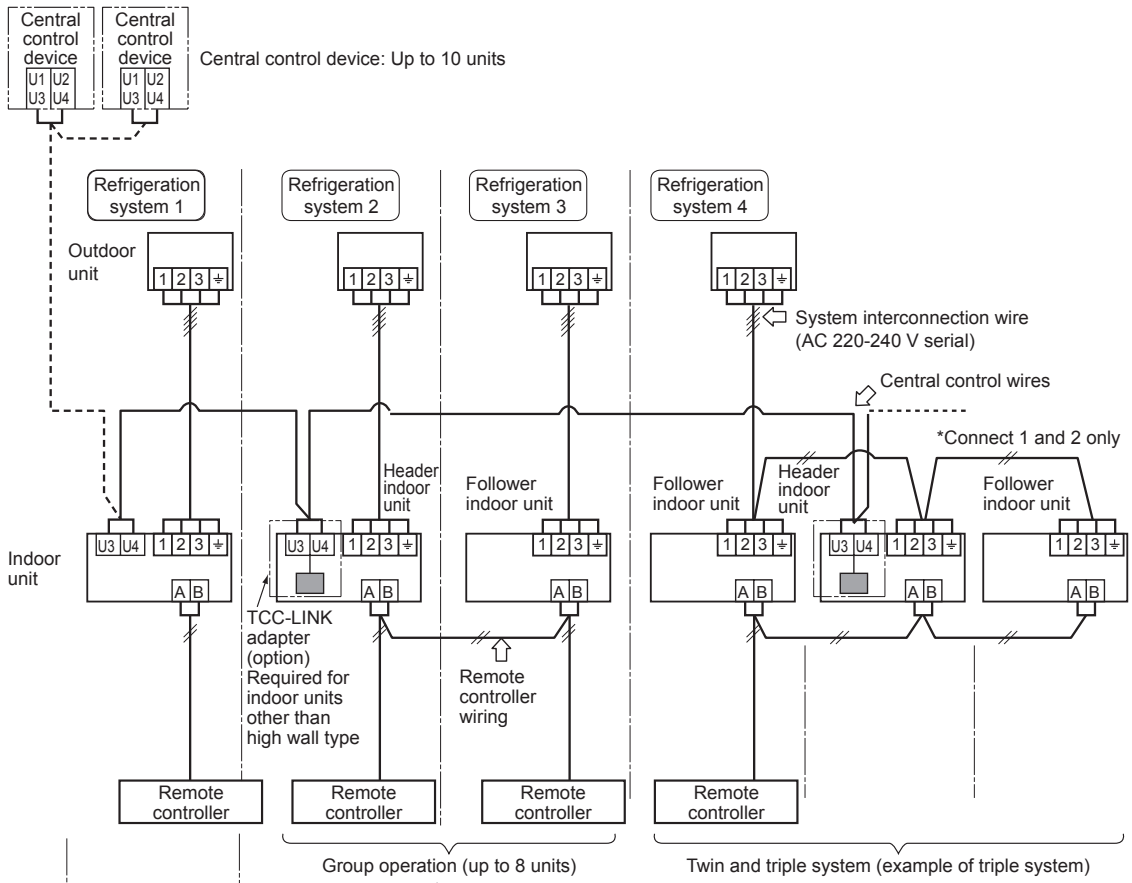 Central
control
device
U1 U2
U3 U4
Central
control
device
U1 U2
U3 U4
Central control device: Up to 10 units
Refrigeration
system 1
Refrigeration
system 2
Refrigeration
system 3
Refrigeration
system 4
Outdoor
unit
1 2 3 ⏚
1 2 3 ⏚
1 2 3 ⏚
1 2 3 ⏚
System interconnection wire
(AC 220-240 V serial)
Central control wires
*Connect 1 and 2 only
Header
indoor
unit
Follower
indoor unit
Follower
indoor unit
Header
indoor
unit
Follower
indoor unit
Indoor
unit
U3 U4
1 2 3 ⏚
U3 U4
1 2 3 ⏚
1 2 3 ⏚
1 2 3 ⏚
U3 U4
1 2 3 ⏚
1 2 3 ⏚
A B
A B
A B
A B
A B
A B
TCC-LINK
adapter
(option)
Required for
indoor units
other than
high wall type
Remote
controller
wiring
Remote
controller
Remote
controller
Remote
controller
Remote
controller
Group operation (up to 8 units)
Twin and triple system (example of triple system)